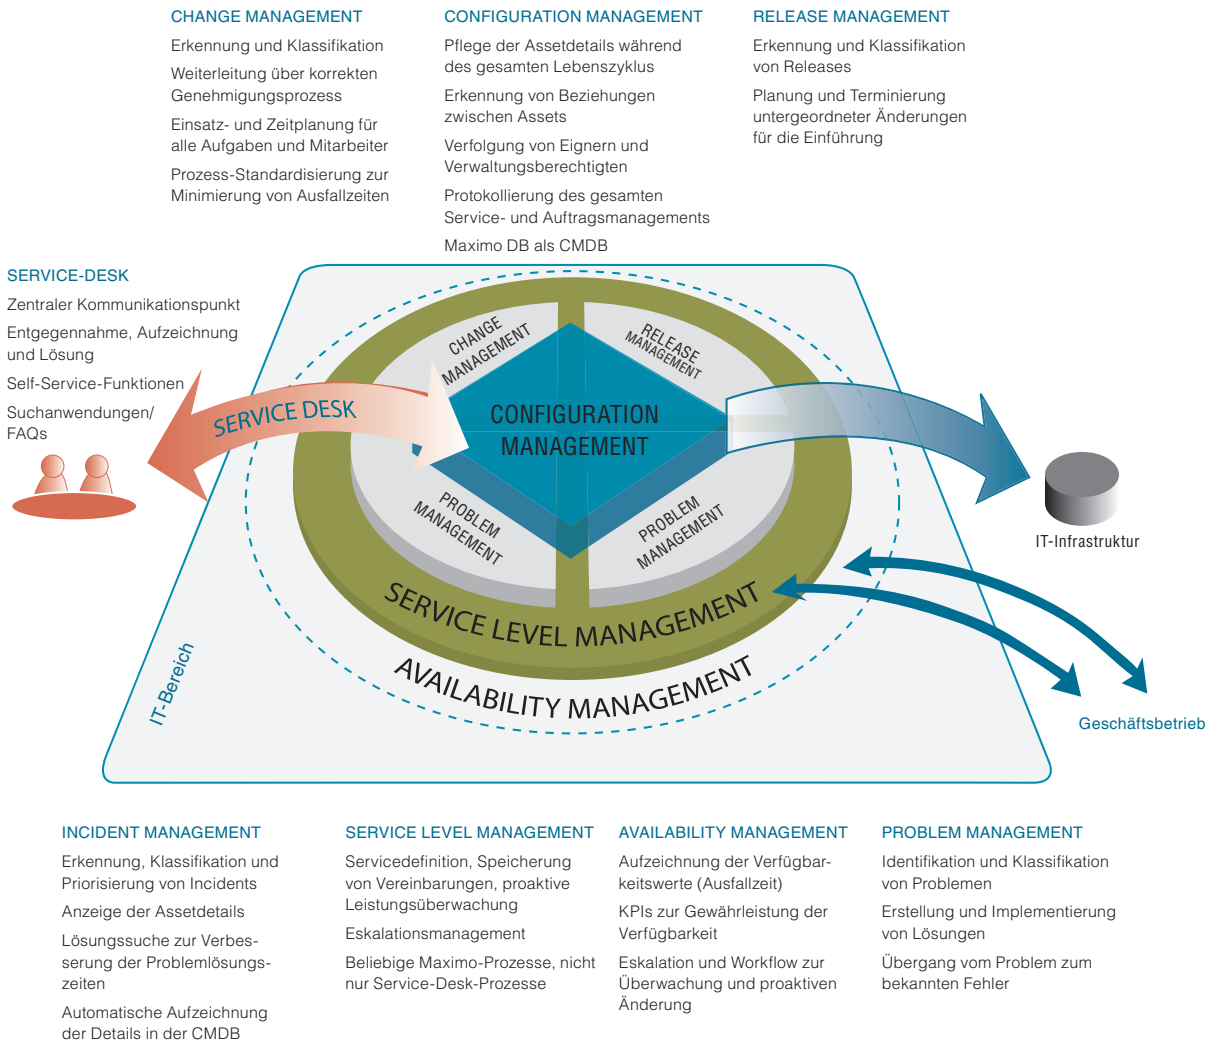 CHANGE MANAGEMENT
Erkennung und Klassifikation
Weiterleitung über korrekten
Genehmigungsprozess
Einsatz- und Zeitplanung für
alle Aufgaben und Mitarbeiter
Prozess-Standardisierung zur
Minimierung von Ausfallzeiten
CONFIGURATION MANAGEMENT
Pflege der Assetdetails während
des gesamten Lebenszyklus
Erkennung von Beziehungen
zwischen Assets
Verfolgung von Eignern und
Verwaltungsberechtigten
Protokollierung des gesamten
Service- und Auftragsmanagements
Maximo DB als CMDB
RELEASE MANAGEMENT
Erkennung und Klassifikation
von Releases
Planung und Terminierung
untergeordneter Änderungen
für die Einführung
SERVICE-DESK
Zentraler Kommunikationspunkt
Entgegennahme, Aufzeichnung
und Lösung
Self-Service-Funktionen
Suchanwendungen/
FAQs
CHANGE
MANAGEMENT
RELEASE
MANAGEMENT
SERVICE DESK
CONFIGURATION
MANAGEMENT
PROBLEM
MANAGEMENT
PROBLEM
MANAGEMENT
IT-Infrastruktur
SERVICE LEVEL MANAGEMENT
AVAILABILITY MANAGEMENT
IT-Bereich
Geschäftsbetrieb
INCIDENT MANAGEMENT
Erkennung, Klassifikation und
Priorisierung von Incidents
Anzeige der Assetdetails
Lösungssuche zur Verbes-
serung der Problemlösungs-
zeiten
Automatische Aufzeichnung
der Details in der CMDB
SERVICE LEVEL MANAGEMENT
Servicedefinition, Speicherung
von Vereinbarungen, proaktive
Leistungsüberwachung
Eskalationsmanagement
Beliebige Maximo-Prozesse, nicht
nur Service-Desk-Prozesse
AVAILABILITY MANAGEMENT
Aufzeichnung der Verfügbar-
keitswerte (Ausfallzeit)
KPIs zur Gewährleistung der
Verfügbarkeit
Eskalation und Workflow zur
Überwachung und proaktiven
Änderung
PROBLEM MANAGEMENT
Identifikation und Klassifikation
von Problemen
Erstellung und Implementierung
von Lösungen
Übergang vom Problem zum
bekannten Fehler